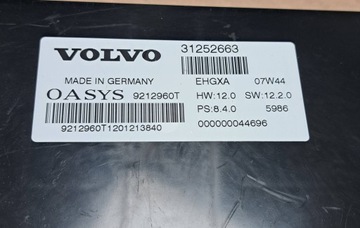 VOLVO 31252663
MADE IN GERMANY EHGXA 07W44
OASYS 9212960T HW:12.0 SW:12.2.0
PS:8.4.0 5986
9212960T1201213840 000000044696